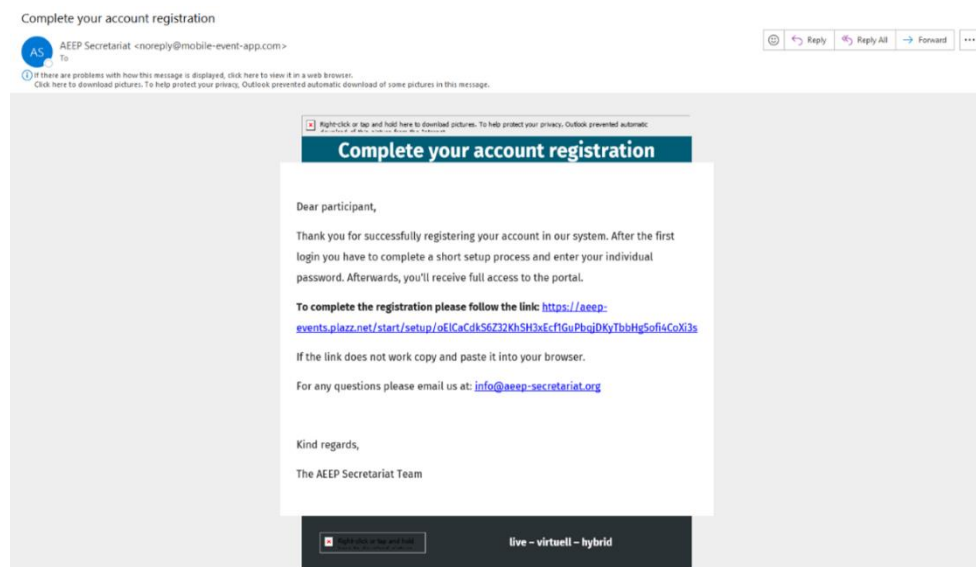 Complete your account registration
AS
AEEP Secretariat <noreply@mobile-event-app.com>
To
Reply
Reply All
Forward
If there are problems with how this message is displayed, click here to view it in a web browser.
Click here to download pictures. To help protect your privacy, Outlook prevented automatic download of some pictures in this message.
Right-click or tap and hold here to download pictures. To help protect your privacy, Outlook prevented automatic
download of this picture from the Internet.
Complete your account registration
Dear participant,
Thank you for successfully registering your account in our system. After the first
login you have to complete a short setup process and enter your individual
password. Afterwards, you'll receive full access to the portal.
To complete the registration please follow the link: https://aeep-
events.plazz.net/start/setup/oElCaCdkS6Z32KhSH3xEcf1GuPbqjDKyTbbHg5ofi4CoXi3s
If the link does not work copy and paste it into your browser.
For any questions please email us at: info@aeep-secretariat.org
Kind regards,
The AEEP Secretariat Team
Right-click or tap and hold
live – virtuell – hybrid